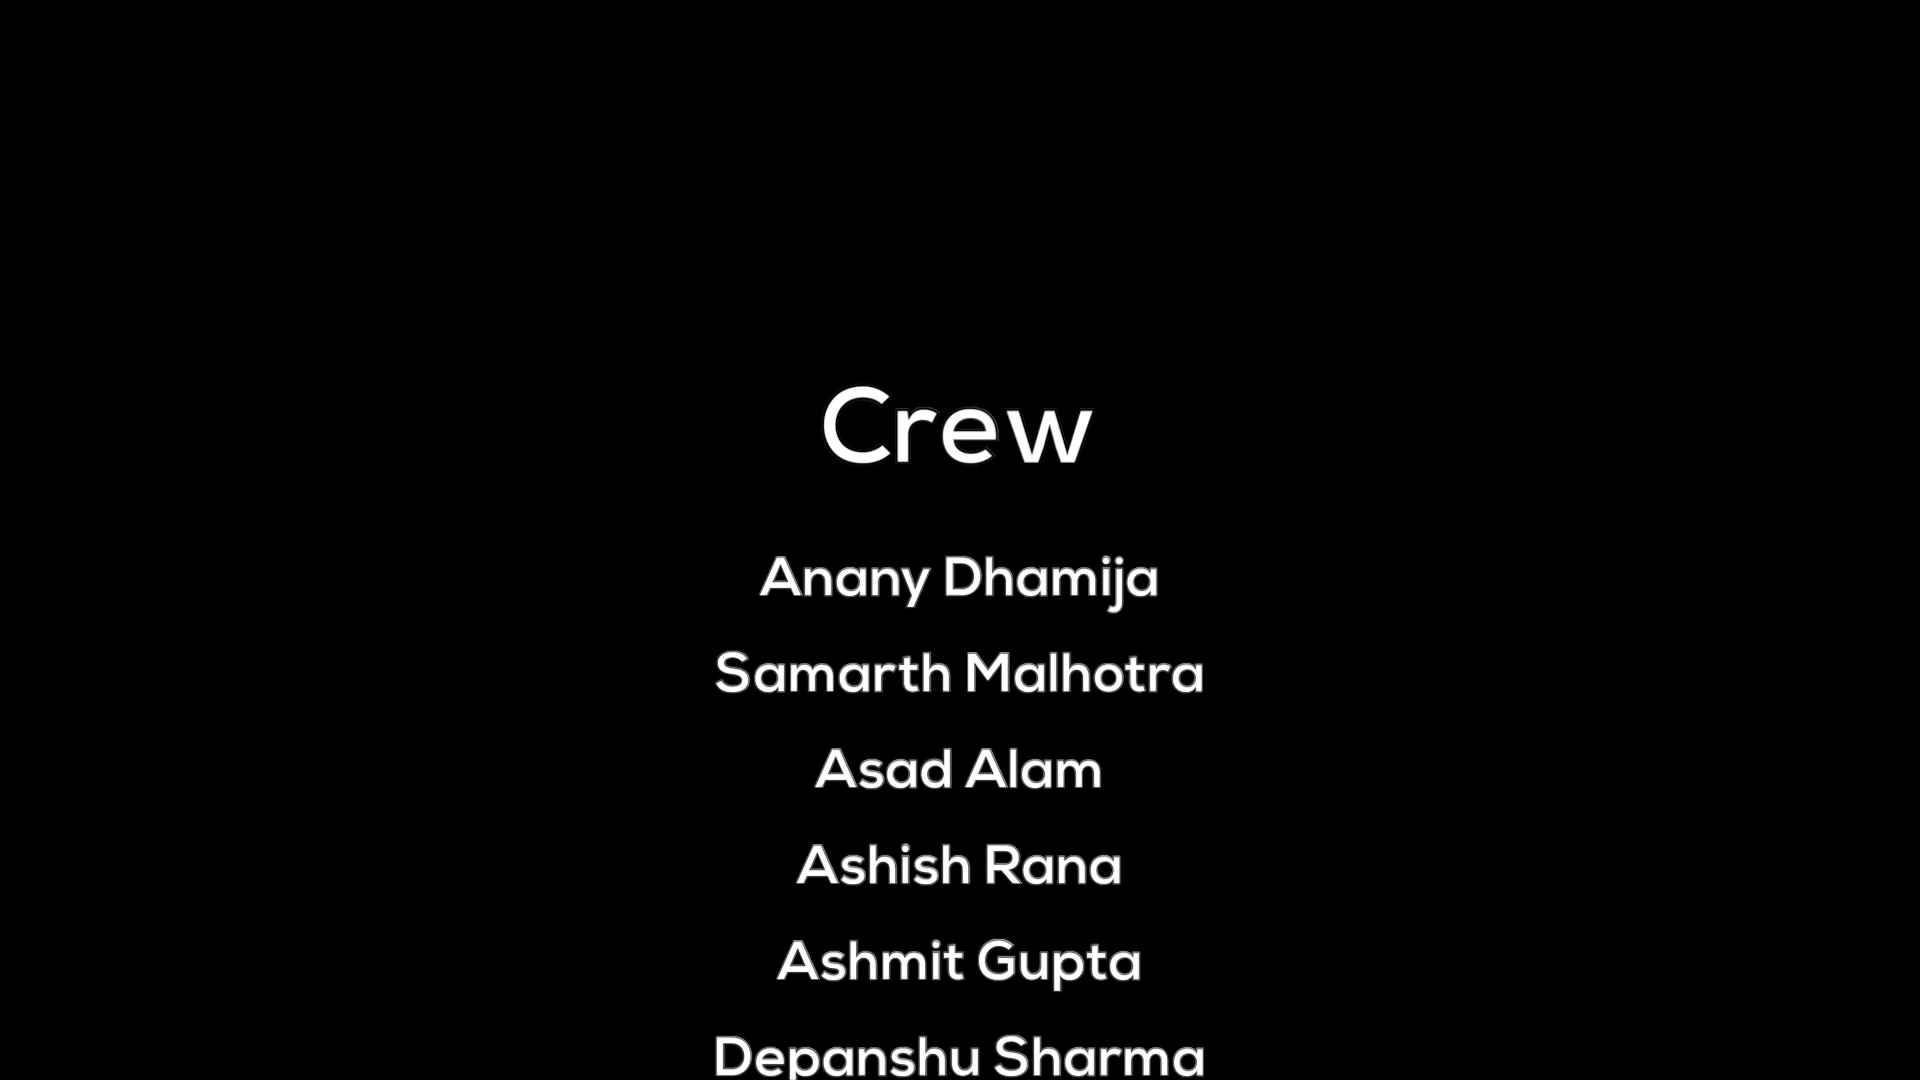 Crew
Anany Dhamija
Samarth Malhotra
Asad Alam
Ashish Rana
Ashmit Gupta
Depanshu Sharma